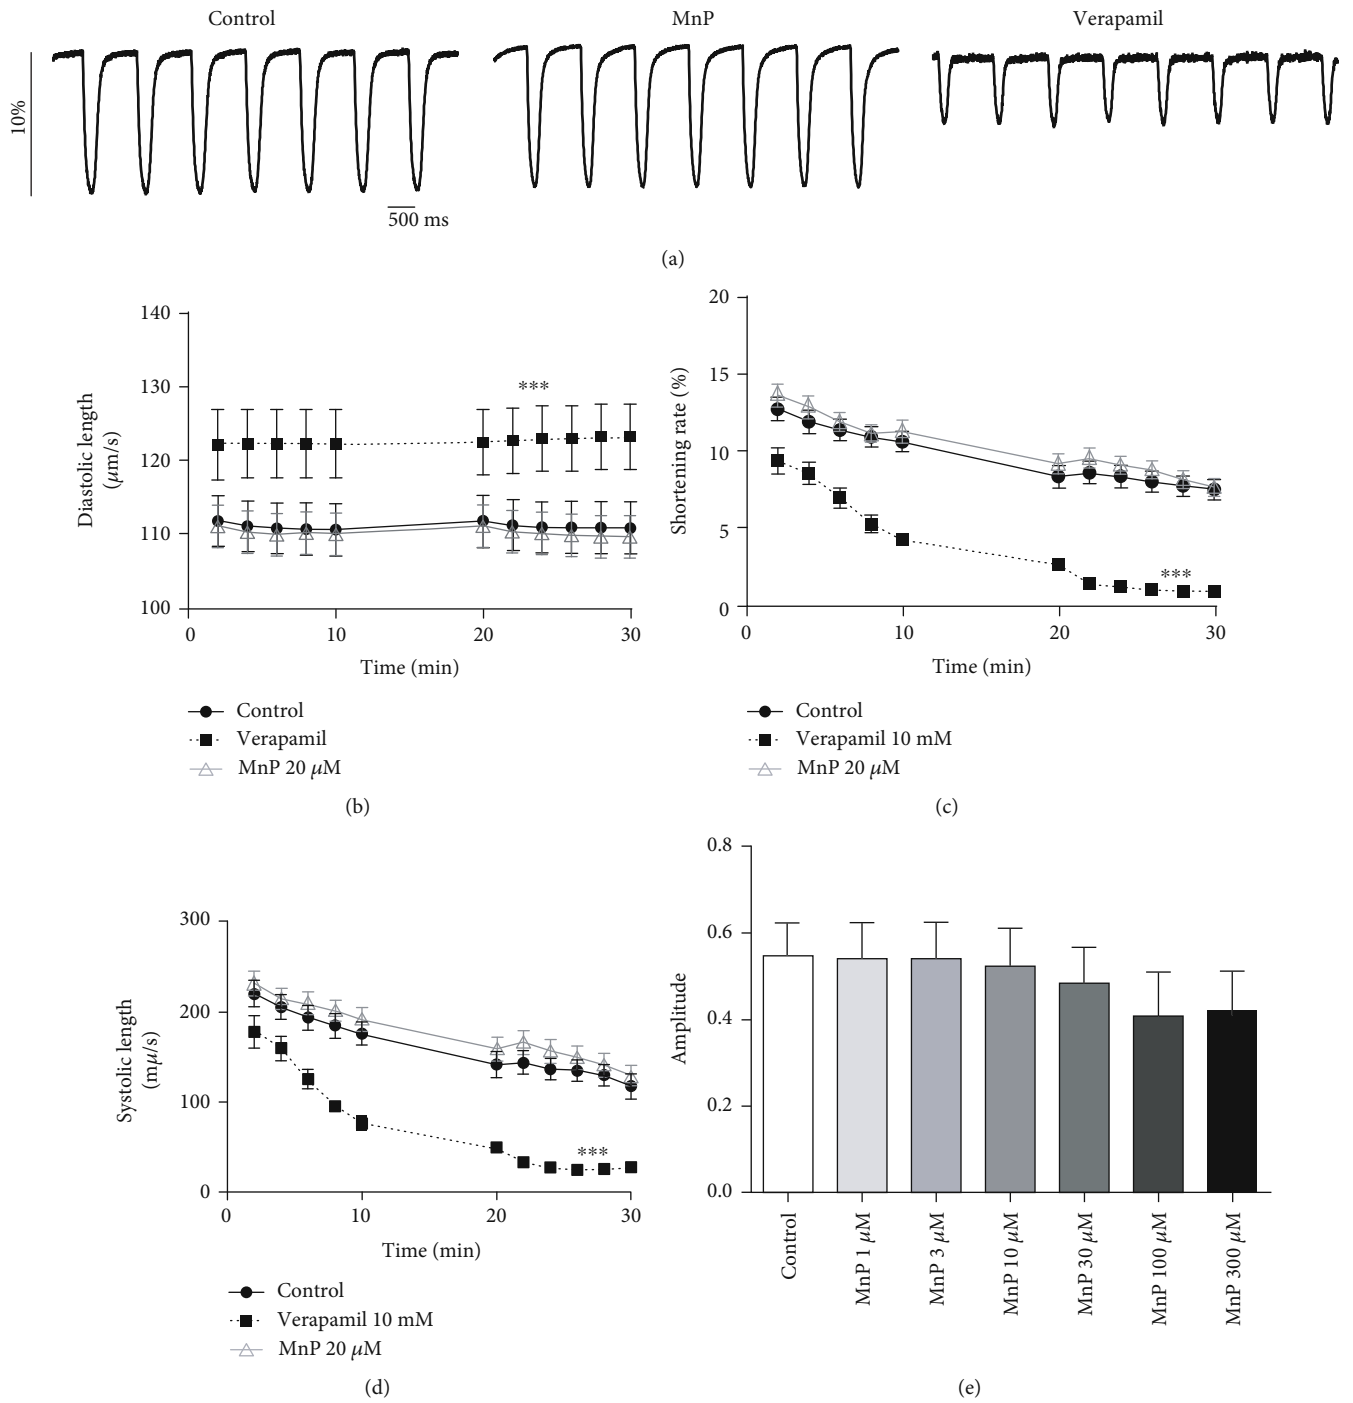 Control MnP Verapamil
10%
500 ms
(a)
140
130
120
110
100
Diastolic length
(μm/s)
***
0 10 20 30
Time (min)
Control
Verapamil
MnP 20 μM
(b)
20
15
10
5
0
Shortening rate (%)
***
0 10 20 30
Time (min)
Control
Verapamil 10 mM
MnP 20 μM
(c)
300
200
100
0
Systolic length
(mμ/s)
***
0 10 20 30
Time (min)
Control
Verapamil 10 mM
MnP 20 μM
(d)
0.8
0.6
0.4
0.2
0.0
Amplitude
Control
MnP 1 μM
MnP 3 μM
MnP 10 μM
MnP 30 μM
MnP 100 μM
MnP 300 μM
(e)